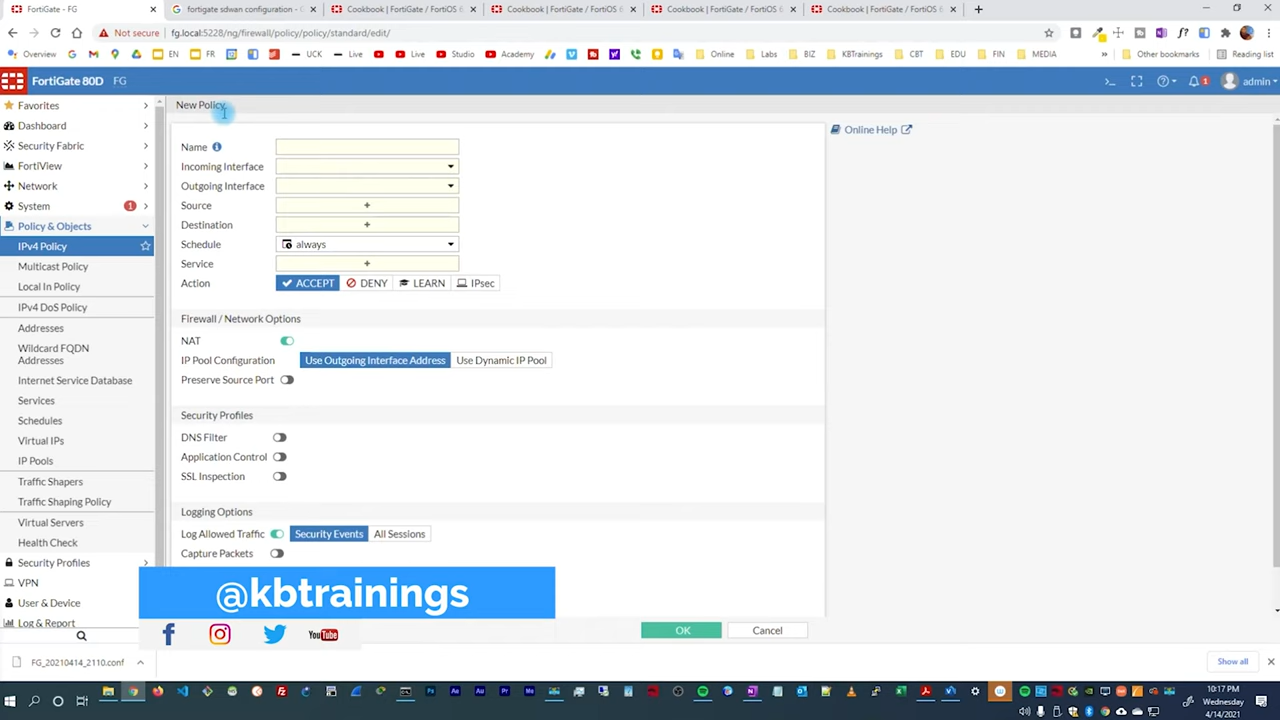 FortiGate - FG
fortigate sdwan configuration - G
Cookbook | FortiGate / FortiOS 6
Cookbook | FortiGate / FortiOS 6
Cookbook | FortiGate / FortiOS 6
Cookbook | FortiGate / FortiOS 6
Not secure
fg.local:5228/ng/firewall/policy/policy/standard/edit/
Overview
EN
UCK
Live
Live
Studio
Academy
Online
Labs
BIZ
KBTrainings
CBT
EDU
FIN
MEDIA
Other bookmarks
Reading list
FortiGate 80D
FG
1
admin
Favorites
Dashboard
Security Fabric
FortiView
Network
System
1
Policy & Objects
IPv4 Policy
Multicast Policy
Local In Policy
IPv4 DoS Policy
Addresses
Wildcard FQDN
Addresses
Internet Service Database
Services
Schedules
Virtual IPs
IP Pools
Traffic Shapers
Traffic Shaping Policy
Virtual Servers
Health Check
Security Profiles
VPN
User & Device
Log & Report
New Policy
Name
Incoming Interface
Outgoing Interface
Source
+
Destination
+
Schedule
always
Service
+
Action
ACCEPT
DENY
LEARN
IPsec
Firewall / Network Options
NAT
IP Pool Configuration
Use Outgoing Interface Address
Use Dynamic IP Pool
Preserve Source Port
Security Profiles
DNS Filter
Application Control
SSL Inspection
Logging Options
Log Allowed Traffic
Security Events
All Sessions
Capture Packets
Online Help
@kbtrainings
YouTube
OK
Cancel
FG_20210414_2110.conf
Show all
10:17 PM
Wednesday
4/14/2021